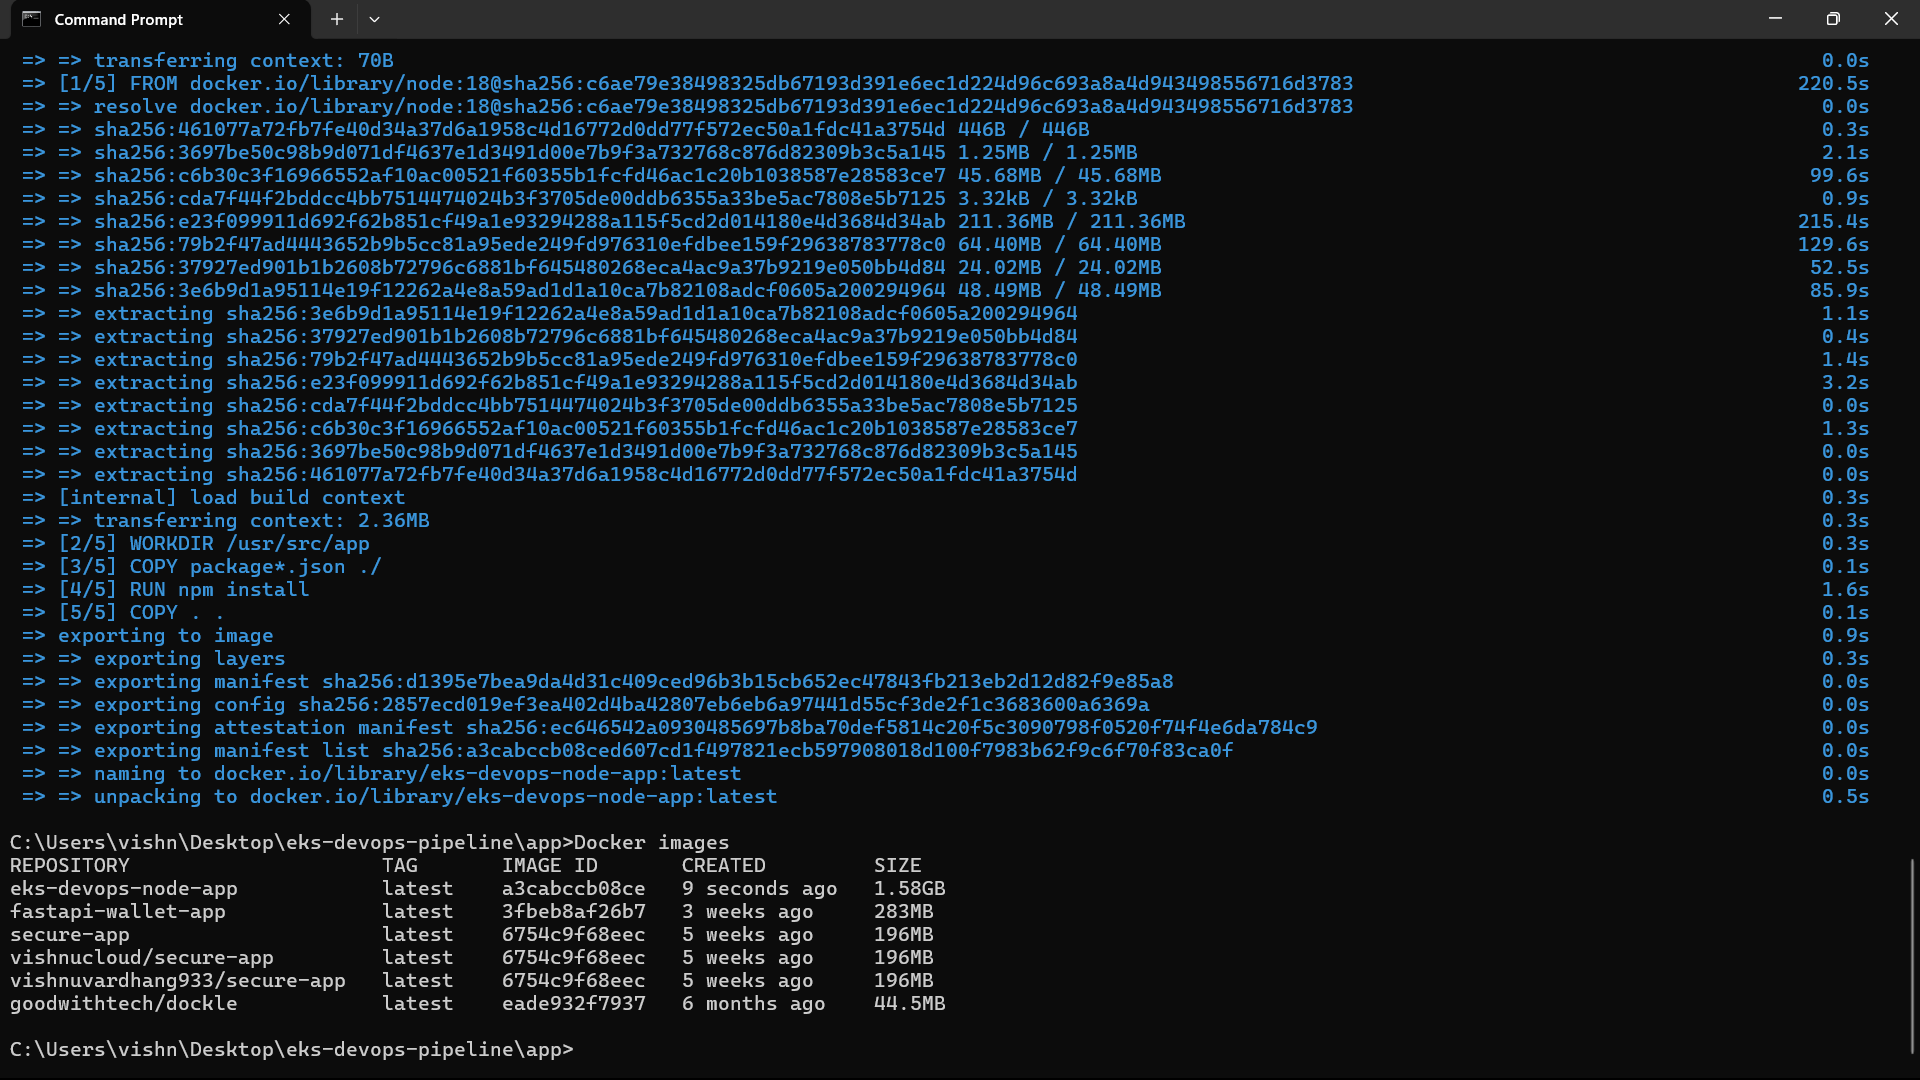 Command Prompt
=> => transferring context: 70B 0.0s
=> [1/5] FROM docker.io/library/node:18@sha256:c6ae79e38498325db67193d391e6ec1d224d96c693a8a4d943498556716d3783 220.5s
=> => resolve docker.io/library/node:18@sha256:c6ae79e38498325db67193d391e6ec1d224d96c693a8a4d943498556716d3783 0.0s
=> => sha256:461077a72fb7fe40d34a37d6a1958c4d16772d0dd77f572ec50a1fdc41a3754d 446B / 446B 0.3s
=> => sha256:3697be50c98b9d071df4637e1d3491d00e7b9f3a732768c876d82309b3c5a145 1.25MB / 1.25MB 2.1s
=> => sha256:c6b30c3f16966552af10ac00521f60355b1fcfd46ac1c20b1038587e28583ce7 45.68MB / 45.68MB 99.6s
=> => sha256:cda7f44f2bddcc4bb7514474024b3f3705de00ddb6355a33be5ac7808e5b7125 3.32kB / 3.32kB 0.9s
=> => sha256:e23f099911d692f62b851cf49a1e93294288a115f5cd2d014180e4d3684d34ab 211.36MB / 211.36MB 215.4s
=> => sha256:79b2f47ad4443652b9b5cc81a95ede249fd976310efdbee159f29638783778c0 64.40MB / 64.40MB 129.6s
=> => sha256:37927ed901b1b2608b72796c6881bf645480268eca4ac9a37b9219e050bb4d84 24.02MB / 24.02MB 52.5s
=> => sha256:3e6b9d1a95114e19f12262a4e8a59ad1d1a10ca7b82108adcf0605a200294964 48.49MB / 48.49MB 85.9s
=> => extracting sha256:3e6b9d1a95114e19f12262a4e8a59ad1d1a10ca7b82108adcf0605a200294964 1.1s
=> => extracting sha256:37927ed901b1b2608b72796c6881bf645480268eca4ac9a37b9219e050bb4d84 0.4s
=> => extracting sha256:79b2f47ad4443652b9b5cc81a95ede249fd976310efdbee159f29638783778c0 1.4s
=> => extracting sha256:e23f099911d692f62b851cf49a1e93294288a115f5cd2d014180e4d3684d34ab 3.2s
=> => extracting sha256:cda7f44f2bddcc4bb7514474024b3f3705de00ddb6355a33be5ac7808e5b7125 0.0s
=> => extracting sha256:c6b30c3f16966552af10ac00521f60355b1fcfd46ac1c20b1038587e28583ce7 1.3s
=> => extracting sha256:3697be50c98b9d071df4637e1d3491d00e7b9f3a732768c876d82309b3c5a145 0.0s
=> => extracting sha256:461077a72fb7fe40d34a37d6a1958c4d16772d0dd77f572ec50a1fdc41a3754d 0.0s
=> [internal] load build context 0.3s
=> => transferring context: 2.36MB 0.3s
=> [2/5] WORKDIR /usr/src/app 0.3s
=> [3/5] COPY package*.json ./ 0.1s
=> [4/5] RUN npm install 1.6s
=> [5/5] COPY . . 0.1s
=> exporting to image 0.9s
=> => exporting layers 0.3s
=> => exporting manifest sha256:d1395e7bea9da4d31c409ced96b3b15cb652ec47843fb213eb2d12d82f9e85a8 0.0s
=> => exporting config sha256:2857ecd019ef3ea402d4ba42807eb6eb6a97441d55cf3de2f1c3683600a6369a 0.0s
=> => exporting attestation manifest sha256:ec646542a0930485697b8ba70def5814c20f5c3090798f0520f74f4e6da784c9 0.0s
=> => exporting manifest list sha256:a3cabccb08ced607cd1f497821ecb597908018d100f7983b62f9c6f70f83ca0f 0.0s
=> => naming to docker.io/library/eks-devops-node-app:latest 0.0s
=> => unpacking to docker.io/library/eks-devops-node-app:latest 0.5s
C:\Users\vishn\Desktop\eks-devops-pipeline\app>Docker images
REPOSITORY TAG IMAGE ID CREATED SIZE
eks-devops-node-app latest a3cabccb08ce 9 seconds ago 1.58GB
fastapi-wallet-app latest 3fbeb8af26b7 3 weeks ago 283MB
secure-app latest 6754c9f68eec 5 weeks ago 196MB
vishnucloud/secure-app latest 6754c9f68eec 5 weeks ago 196MB
vishnuvardhang933/secure-app latest 6754c9f68eec 5 weeks ago 196MB
goodwithtech/dockle latest eade932f7937 6 months ago 44.5MB
C:\Users\vishn\Desktop\eks-devops-pipeline\app>